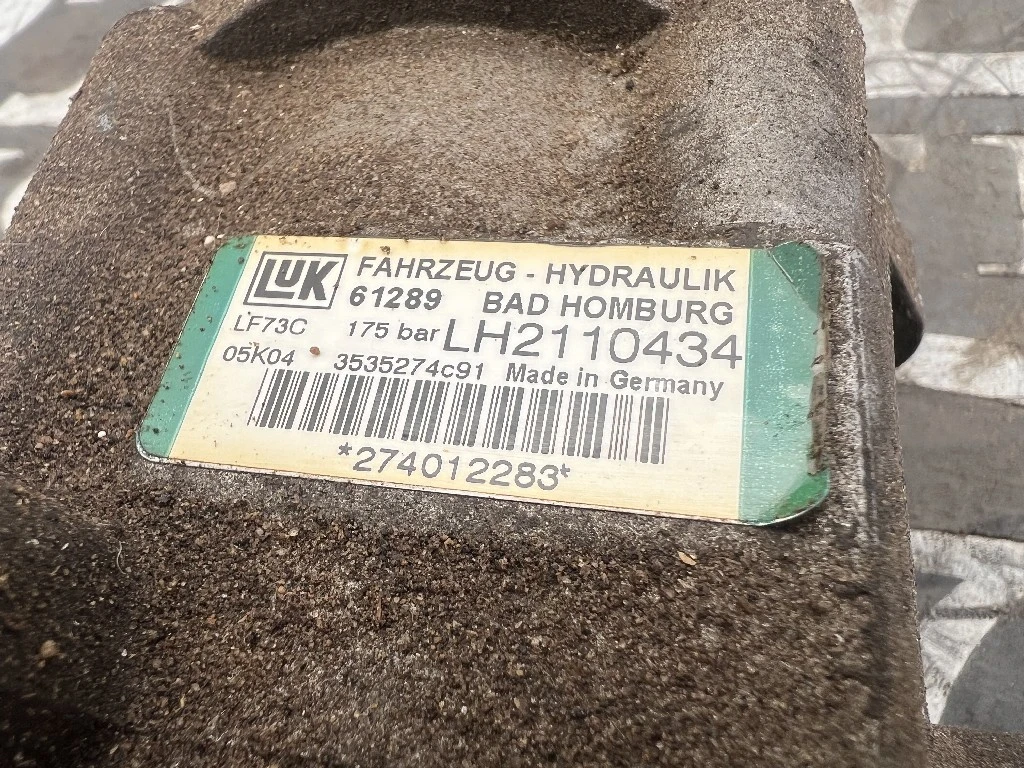 LuK FAHRZEUG - HYDRAULIK
61289 BAD HOMBURG
LF73C 175 bar LH2110434
05K04 3535274c91 Made in Germany
*274012283*